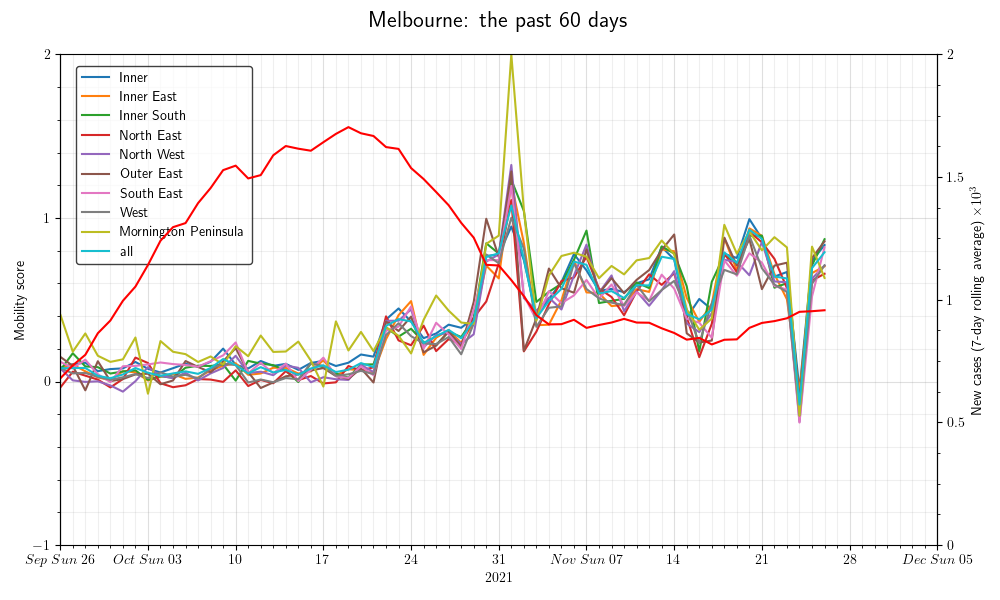 Melbourne: the past 60 days
2
1
0
−1
Mobility score
Inner
Inner East
Inner South
North East
North West
Outer East
South East
West
Mornington Peninsula
all
2
1.5
1
0.5
0
New cases (7-day rolling average) ×10³
Sep Sun 26 Oct Sun 03 10 17 24 31 Nov Sun 07 14 21 28 Dec Sun 05
2021